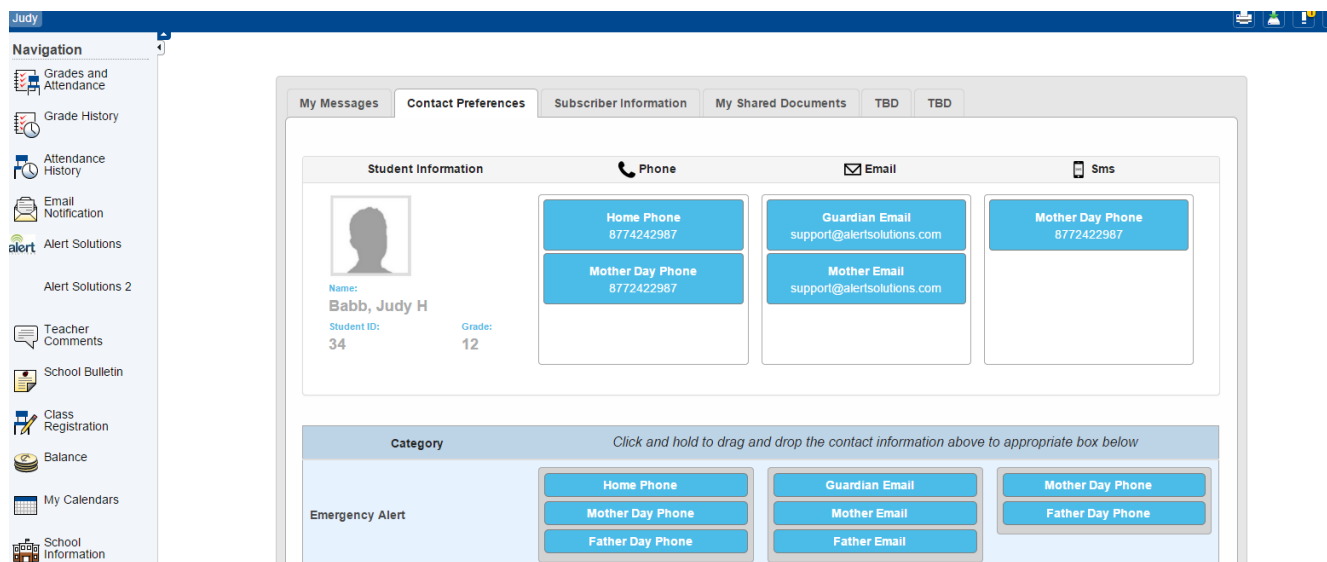 Judy
Navigation
Grades and
Attendance
Grade History
Attendance
History
Email
Notification
alert
Alert Solutions
Alert Solutions 2
Teacher
Comments
School Bulletin
Class
Registration
Balance
My Calendars
School
Information
My Messages
Contact Preferences
Subscriber Information
My Shared Documents
TBD
TBD
Student Information
Phone
Email
Sms
Name:
Babb, Judy H
Student ID:
Grade:
34
12
Home Phone
8774242987
Mother Day Phone
8772422987
Guardian Email
support@alertsolutions.com
Mother Email
support@alertsolutions.com
Mother Day Phone
8772422987
Category
Click and hold to drag and drop the contact information above to appropriate box below
Emergency Alert
Home Phone
Mother Day Phone
Father Day Phone
Guardian Email
Mother Email
Father Email
Mother Day Phone
Father Day Phone